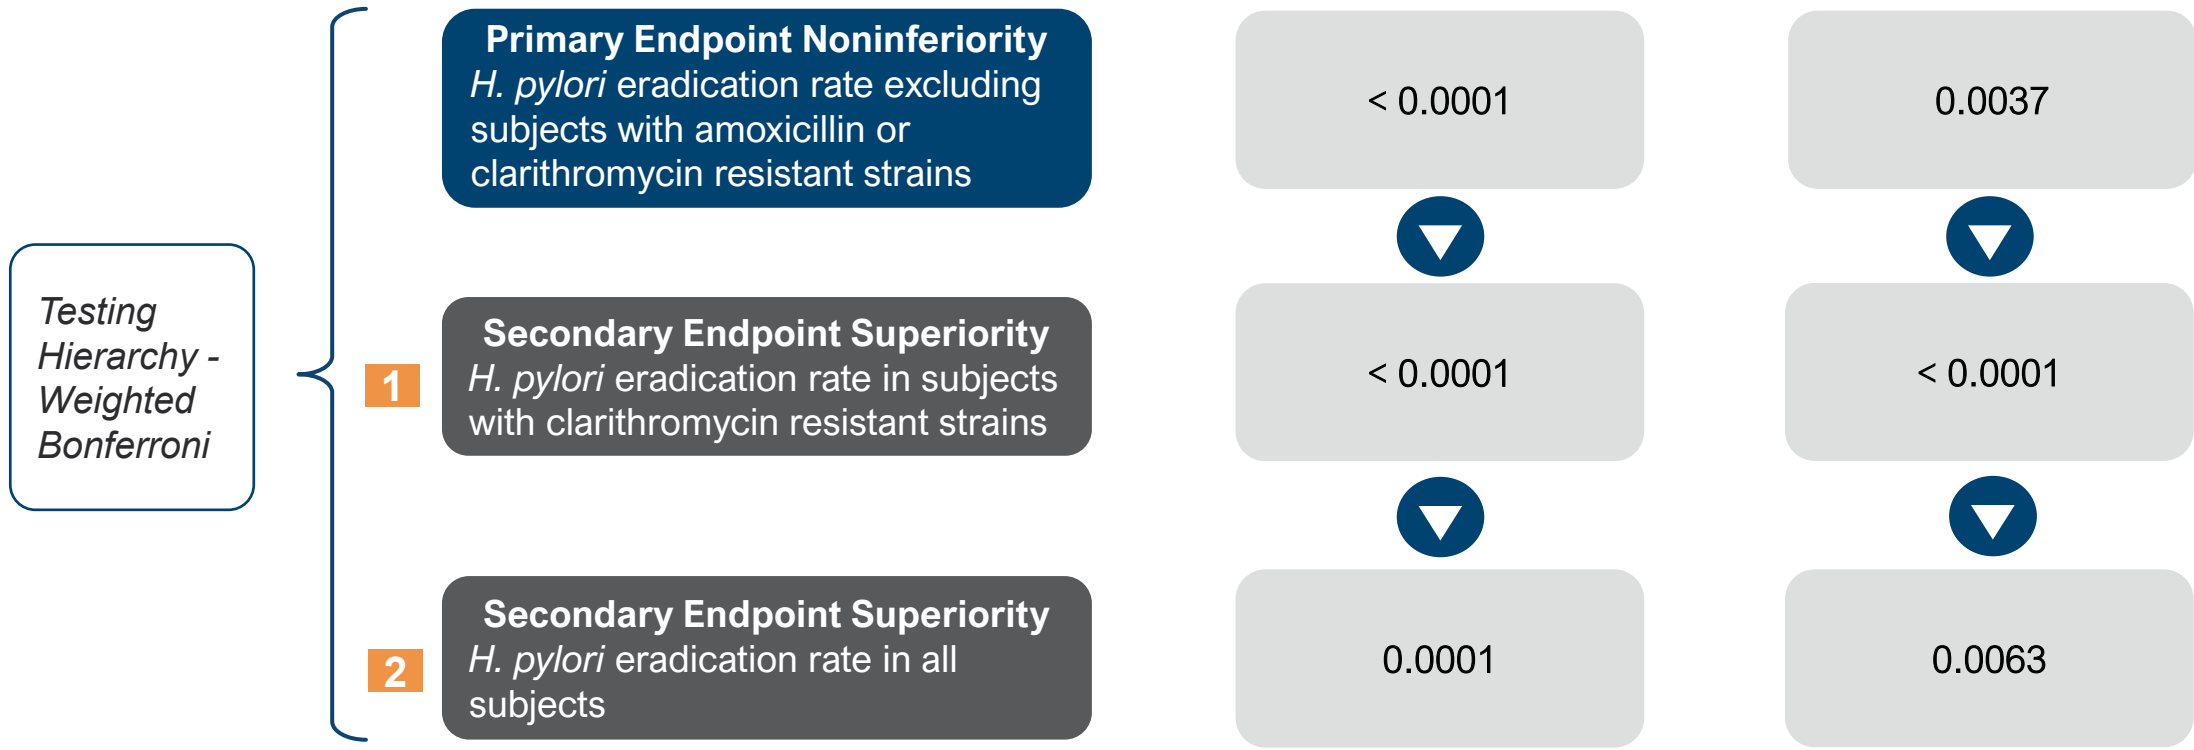 Testing
Hierarchy -
Weighted
Bonferroni
Primary Endpoint Noninferiority
H. pylori eradication rate excluding
subjects with amoxicillin or
clarithromycin resistant strains
< 0.0001
0.0037
1
Secondary Endpoint Superiority
H. pylori eradication rate in subjects
with clarithromycin resistant strains
< 0.0001
< 0.0001
2
Secondary Endpoint Superiority
H. pylori eradication rate in all
subjects
0.0001
0.0063